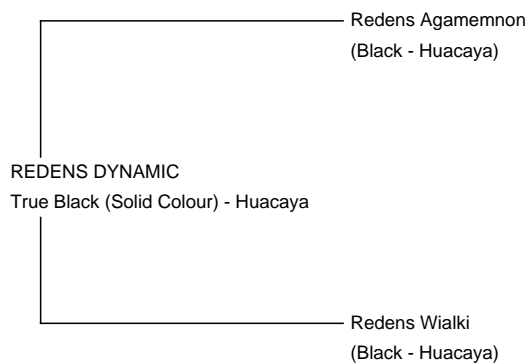 Redens Agamemnon
(Black - Huacaya)
REDENS DYNAMIC
True Black (Solid Colour) - Huacaya
Redens Wialki
(Black - Huacaya)